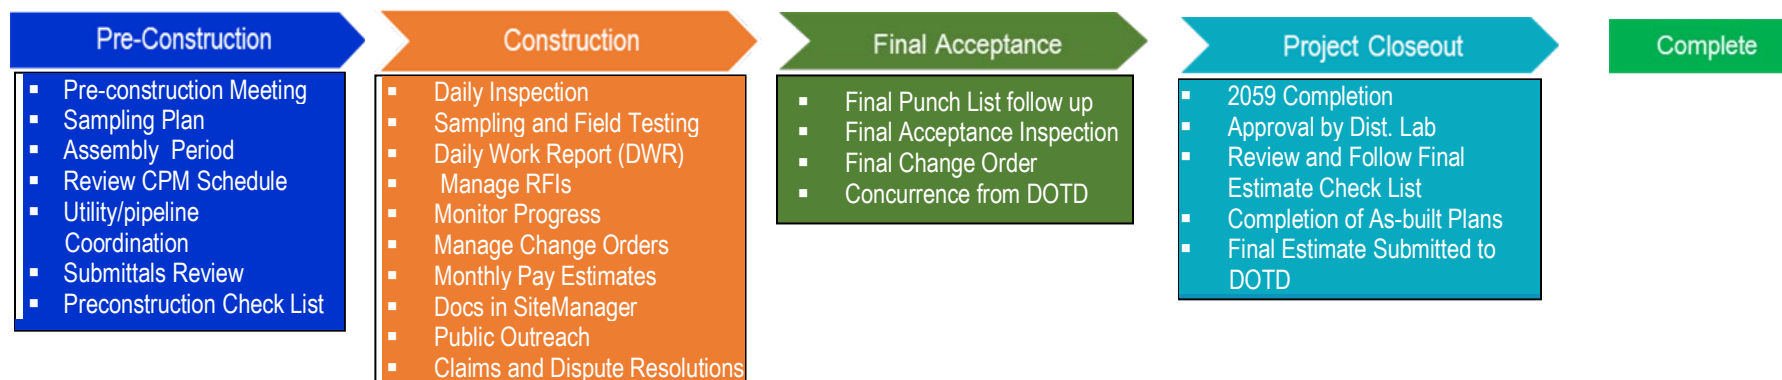 Pre-Construction
▪ Pre-construction Meeting
▪ Sampling Plan
▪ Assembly Period
▪ Review CPM Schedule
▪ Utility/pipeline
Coordination
▪ Submittals Review
▪ Preconstruction Check List
Construction
▪ Daily Inspection
▪ Sampling and Field Testing
▪ Daily Work Report (DWR)
▪ Manage RFIs
▪ Monitor Progress
▪ Manage Change Orders
▪ Monthly Pay Estimates
▪ Docs in SiteManager
▪ Public Outreach
▪ Claims and Dispute Resolutions
Final Acceptance
▪ Final Punch List follow up
▪ Final Acceptance Inspection
▪ Final Change Order
▪ Concurrence from DOTD
Project Closeout
▪ 2059 Completion
▪ Approval by Dist. Lab
▪ Review and Follow Final
Estimate Check List
▪ Completion of As-built Plans
▪ Final Estimate Submitted to
DOTD
Complete